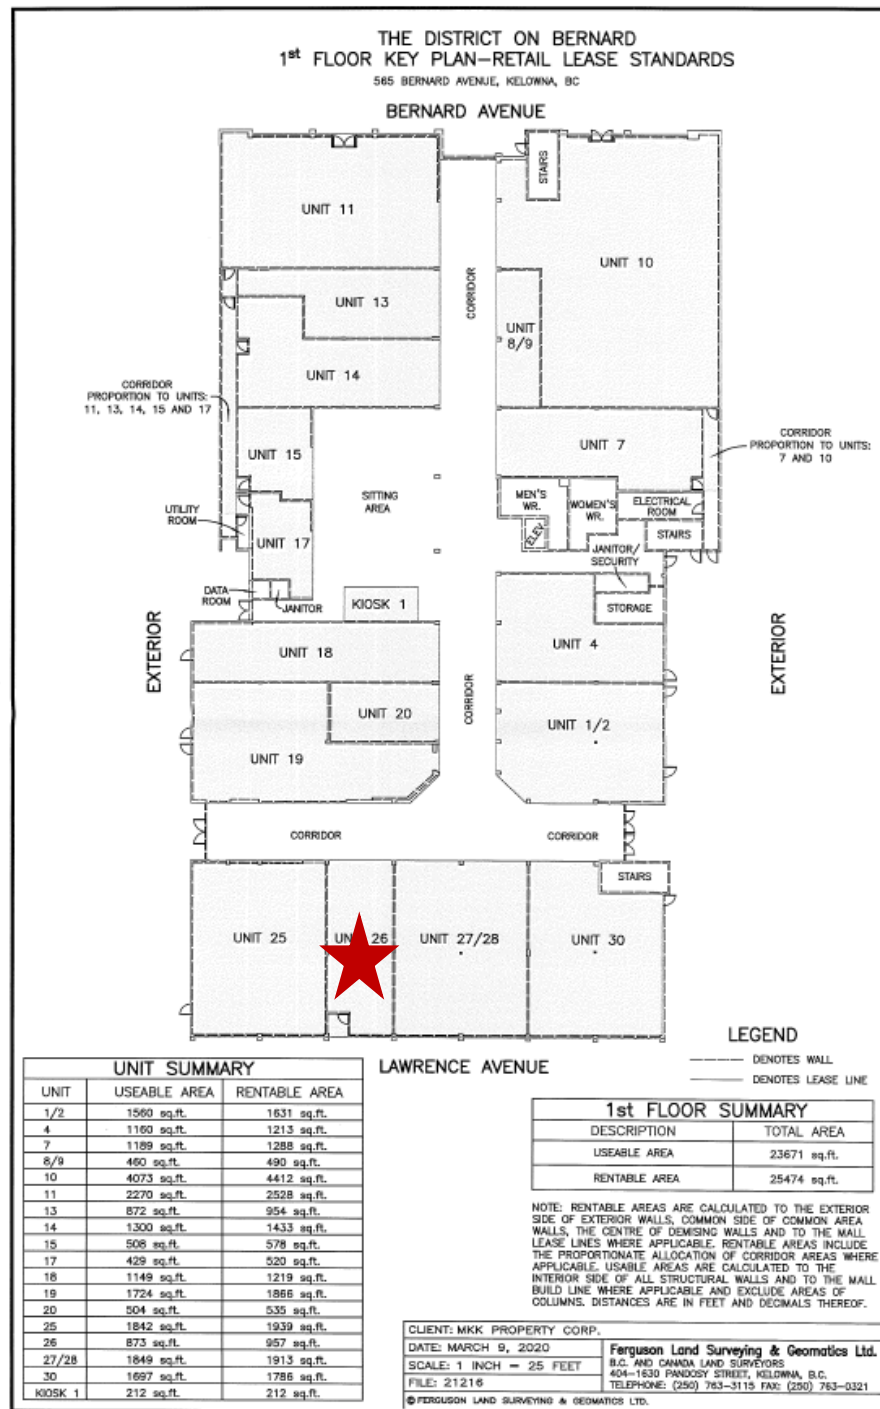 THE DISTRICT ON BERNARD
1st FLOOR KEY PLAN-RETAIL LEASE STANDARDS
565 BERNARD AVENUE, KELOWNA, BC
BERNARD AVENUE
STAIRS
UNIT 11
UNIT 10
CORRIDOR
UNIT 13
UNIT
8/9
UNIT 14
CORRIDOR
PROPORTION TO UNITS:
11, 13, 14, 15 AND 17
CORRIDOR
PROPORTION TO UNITS:
7 AND 10
UNIT 7
UNIT 15
SITTING
AREA
MEN'S
WR.
WOMEN'S
WR.
ELECTRICAL
ROOM
UTILITY
ROOM
ELEV.
STAIRS
UNIT 17
JANITOR/
SECURITY
DATA
ROOM
JANITOR
KIOSK 1
STORAGE
EXTERIOR
EXTERIOR
UNIT 18
UNIT 4
CORRIDOR
UNIT 20
UNIT 1/2
UNIT 19
CORRIDOR
CORRIDOR
STAIRS
UNIT 25
UNIT 26
UNIT 27/28
UNIT 30
LAWRENCE AVENUE
LEGEND
DENOTES WALL
DENOTES LEASE LINE
UNIT SUMMARY
UNIT USEABLE AREA RENTABLE AREA
1/2 1560 sq.ft. 1631 sq.ft.
4 1160 sq.ft. 1213 sq.ft.
7 1189 sq.ft. 1288 sq.ft.
8/9 460 sq.ft. 490 sq.ft.
10 4073 sq.ft. 4412 sq.ft.
11 2270 sq.ft. 2528 sq.ft.
13 872 sq.ft. 954 sq.ft.
14 1300 sq.ft. 1433 sq.ft.
15 508 sq.ft. 578 sq.ft.
17 429 sq.ft. 520 sq.ft.
18 1149 sq.ft. 1219 sq.ft.
19 1724 sq.ft. 1866 sq.ft.
20 504 sq.ft. 535 sq.ft.
25 1842 sq.ft. 1939 sq.ft.
26 873 sq.ft. 957 sq.ft.
27/28 1849 sq.ft. 1913 sq.ft.
30 1697 sq.ft. 1786 sq.ft.
KIOSK 1 212 sq.ft. 212 sq.ft.
1st FLOOR SUMMARY
DESCRIPTION TOTAL AREA
USEABLE AREA 23671 sq.ft.
RENTABLE AREA 25474 sq.ft.
NOTE: RENTABLE AREAS ARE CALCULATED TO THE EXTERIOR
SIDE OF EXTERIOR WALLS, COMMON SIDE OF COMMON AREA
WALLS, THE CENTRE OF DEMISING WALLS AND TO THE MALL
LEASE LINES WHERE APPLICABLE. RENTABLE AREAS INCLUDE
THE PROPORTIONATE ALLOCATION OF CORRIDOR AREAS WHERE
APPLICABLE. USABLE AREAS ARE CALCULATED TO THE
INTERIOR SIDE OF ALL STRUCTURAL WALLS AND TO THE MALL
BUILD LINE WHERE APPLICABLE AND EXCLUDE AREAS OF
COLUMNS. DISTANCES ARE IN FEET AND DECIMALS THEREOF.
CLIENT: MKK PROPERTY CORP.
DATE: MARCH 9, 2020
SCALE: 1 INCH = 25 FEET
FILE: 21216
Ferguson Land Surveying & Geomatics Ltd.
B.C. AND CANADA LAND SURVEYORS
404-1630 PANDOSY STREET, KELOWNA, B.C.
TELEPHONE: (250) 763-3115 FAX: (250) 763-0321
© FERGUSON LAND SURVEYING & GEOMATICS LTD.